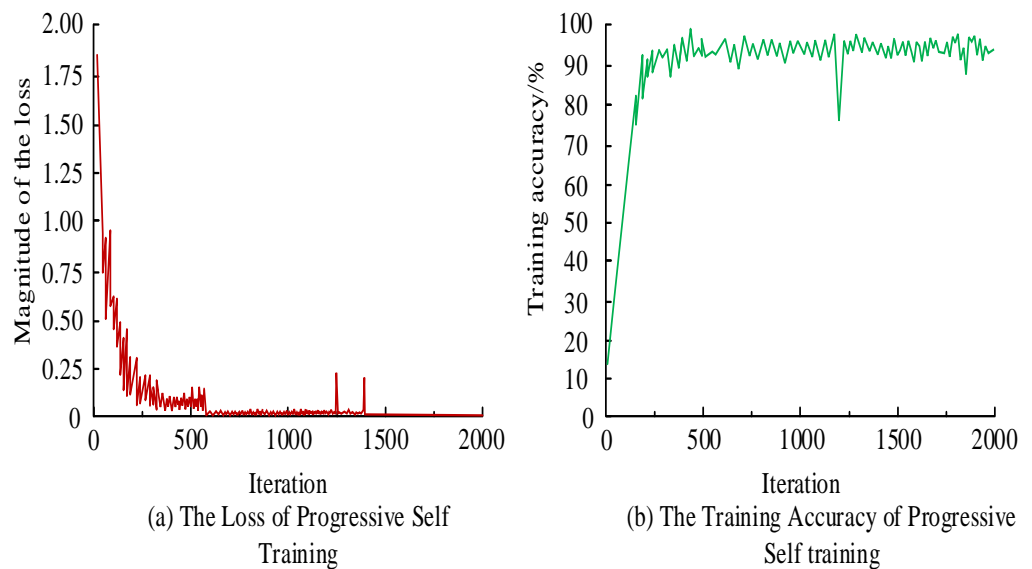 Magnitude of the loss
2.00
1.75
1.50
1.25
1.00
0.75
0.50
0.25
0
0 500 1000 1500 2000
Iteration
(a) The Loss of Progressive Self
Training
Training accuracy/%
100
90
80
70
60
50
40
30
20
10
0
0 500 1000 1500 2000
Iteration
(b) The Training Accuracy of Progressive
Self training